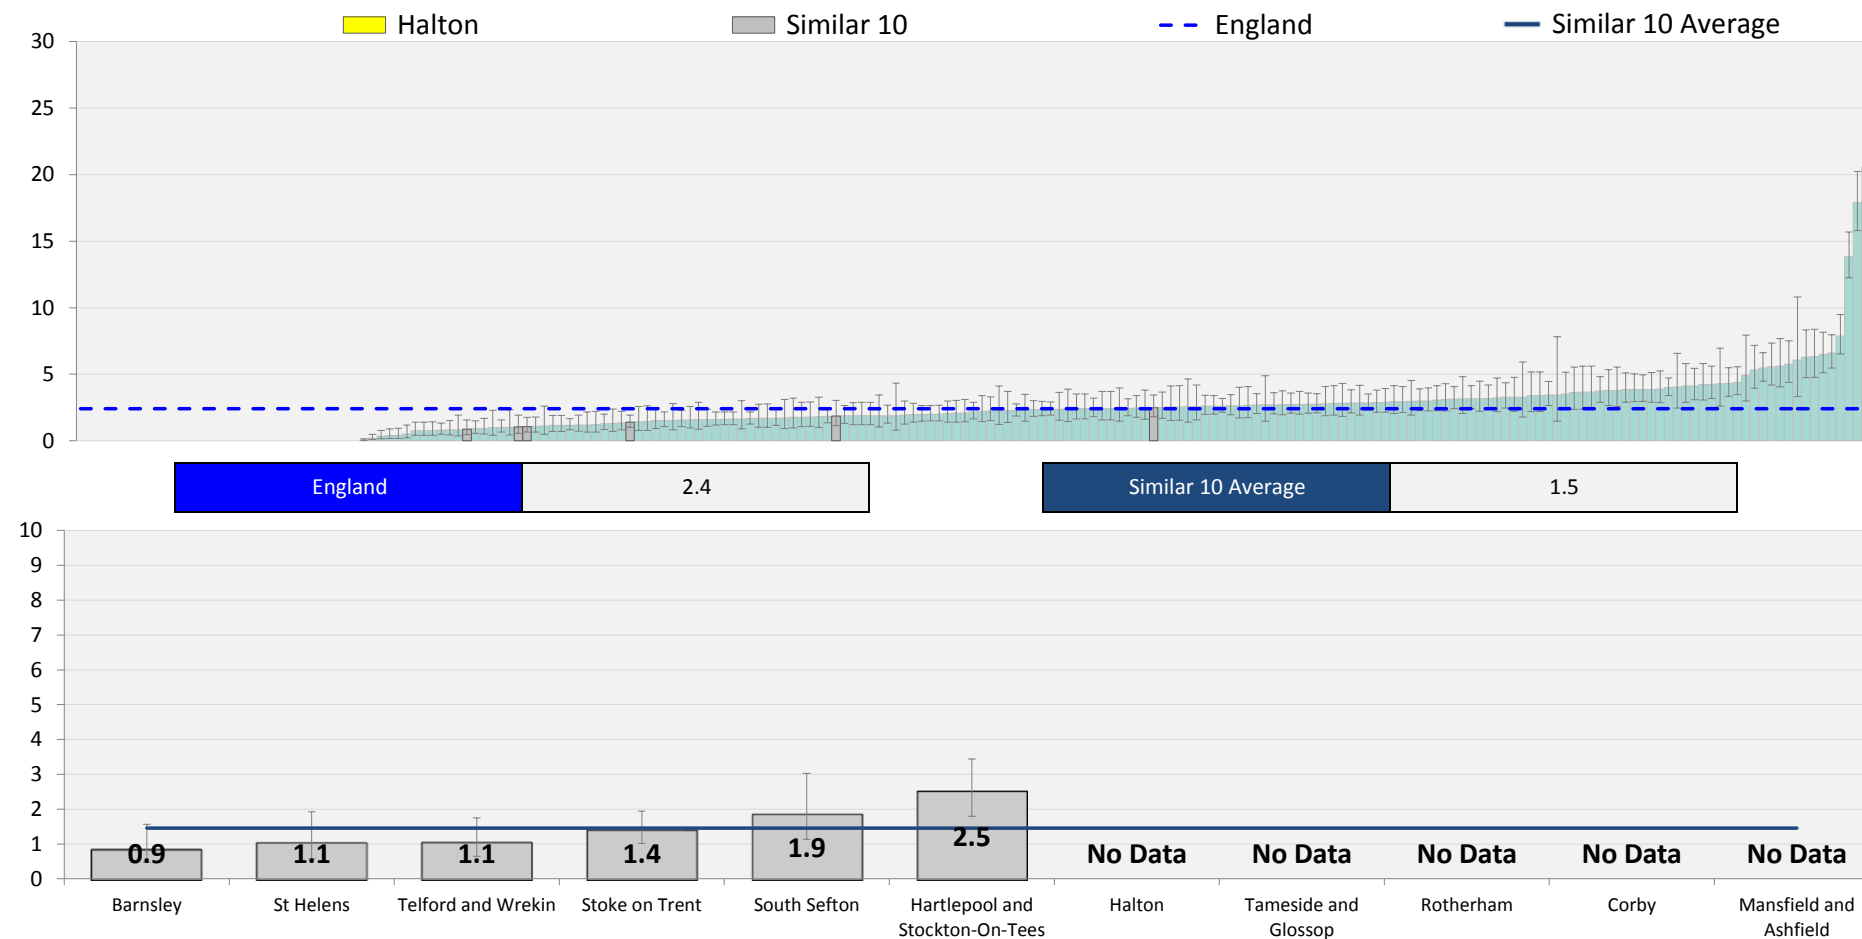 Halton
Similar 10
England
Similar 10 Average
30
25
20
15
10
5
0
England
2.4
Similar 10 Average
1.5
10
9
8
7
6
5
4
3
2
1
0
0.9
1.1
1.1
1.4
1.9
2.5
No Data
No Data
No Data
No Data
No Data
Barnsley
St Helens
Telford and Wrekin
Stoke on Trent
South Sefton
Hartlepool and
Stockton-On-Tees
Halton
Tameside and
Glossop
Rotherham
Corby
Mansfield and
Ashfield